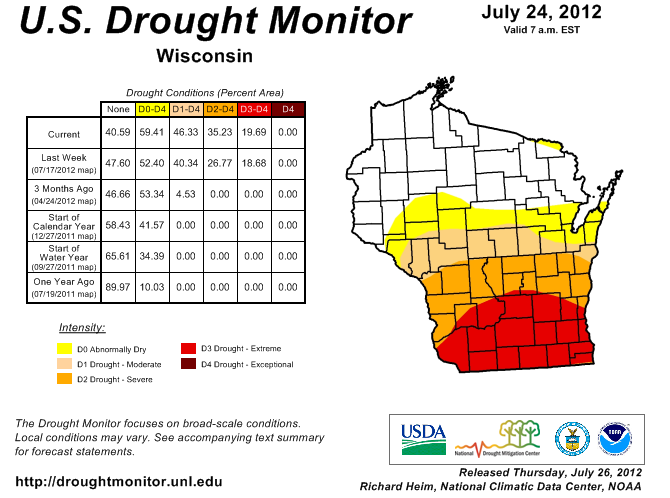 U.S. Drought Monitor
Wisconsin
July 24, 2012
Valid 7 a.m. EST
Drought Conditions (Percent Area)
None D0-D4 D1-D4 D2-D4 D3-D4 D4
Current 40.59 59.41 46.33 35.23 19.69 0.00
Last Week
(07/17/2012 map) 47.60 52.40 40.34 26.77 18.68 0.00
3 Months Ago
(04/24/2012 map) 46.66 53.34 4.53 0.00 0.00 0.00
Start of
Calendar Year
(12/27/2011 map) 58.43 41.57 0.00 0.00 0.00 0.00
Start of
Water Year
(09/27/2011 map) 65.61 34.39 0.00 0.00 0.00 0.00
One Year Ago
(07/19/2011 map) 89.97 10.03 0.00 0.00 0.00 0.00
Intensity:
D0 Abnormally Dry
D1 Drought - Moderate
D2 Drought - Severe
D3 Drought - Extreme
D4 Drought - Exceptional
The Drought Monitor focuses on broad-scale conditions.
Local conditions may vary. See accompanying text summary
for forecast statements.
http://droughtmonitor.unl.edu
USDA
National Drought Mitigation Center
NOAA
Released Thursday, July 26, 2012
Richard Heim, National Climatic Data Center, NOAA